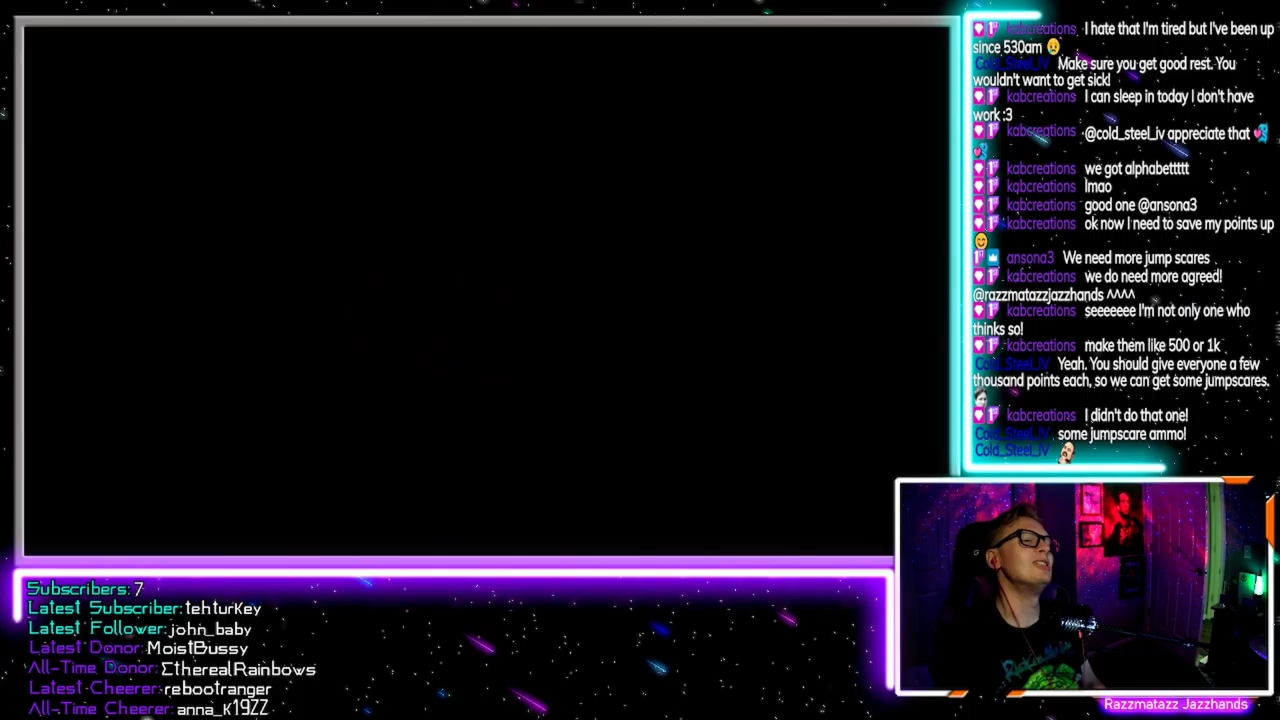 kabcreations I hate that I'm tired but I've been up
since 530am
Cold_Steel_IV Make sure you get good rest. You
wouldn't want to get sick!
kabcreations I can sleep in today I don't have
work :3
kabcreations @cold_steel_iv appreciate that
kabcreations we got alphabettttt
kabcreations lmao
kabcreations good one @ansona3
kabcreations ok now I need to save my points up
ansona3 We need more jump scares
kabcreations we do need more agreed!
@razzmatazzjazzhands ^^^^
kabcreations seeeeeee I'm not only one who
thinks so!
kabcreations make them like 500 or 1k
Cold_Steel_IV Yeah. You should give everyone a few
thousand points each, so we can get some jumpscares.
kabcreations I didn't do that one!
Cold_Steel_IV some jumpscare ammo!
Cold_Steel_IV
Subscribers: 7
Latest Subscriber: tehturkey
Latest Follower: john_baby
Latest Donor: MoistBussy
All-Time Donor: EtherealRainbows
Latest Cheerer: rebootranger
All-Time Cheerer: anna_k19ZZ
Razzmatazz Jazzhands